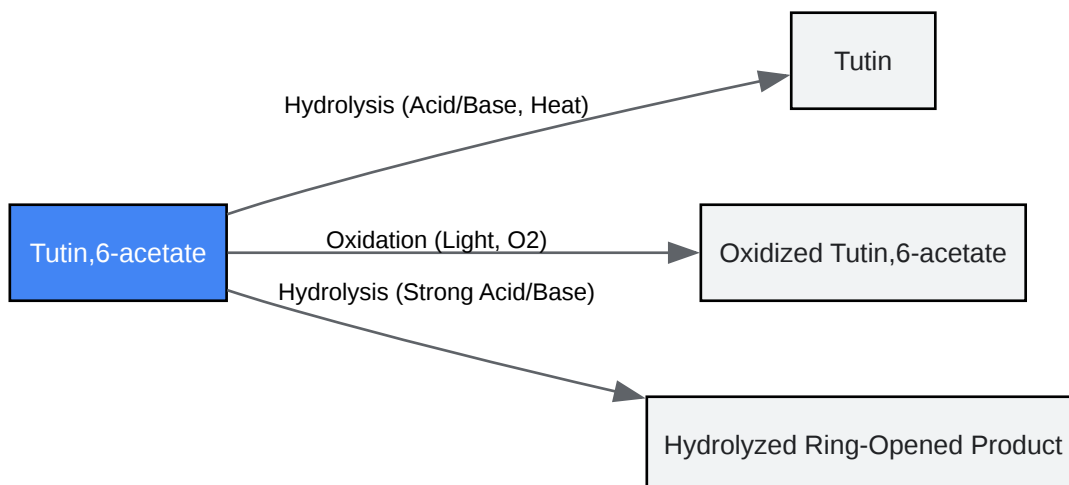 Tutin
Hydrolysis (Acid/Base, Heat)
Tutin,6-acetate
Oxidation (Light, O2)
Oxidized Tutin,6-acetate
Hydrolysis (Strong Acid/Base)
Hydrolyzed Ring-Opened Product